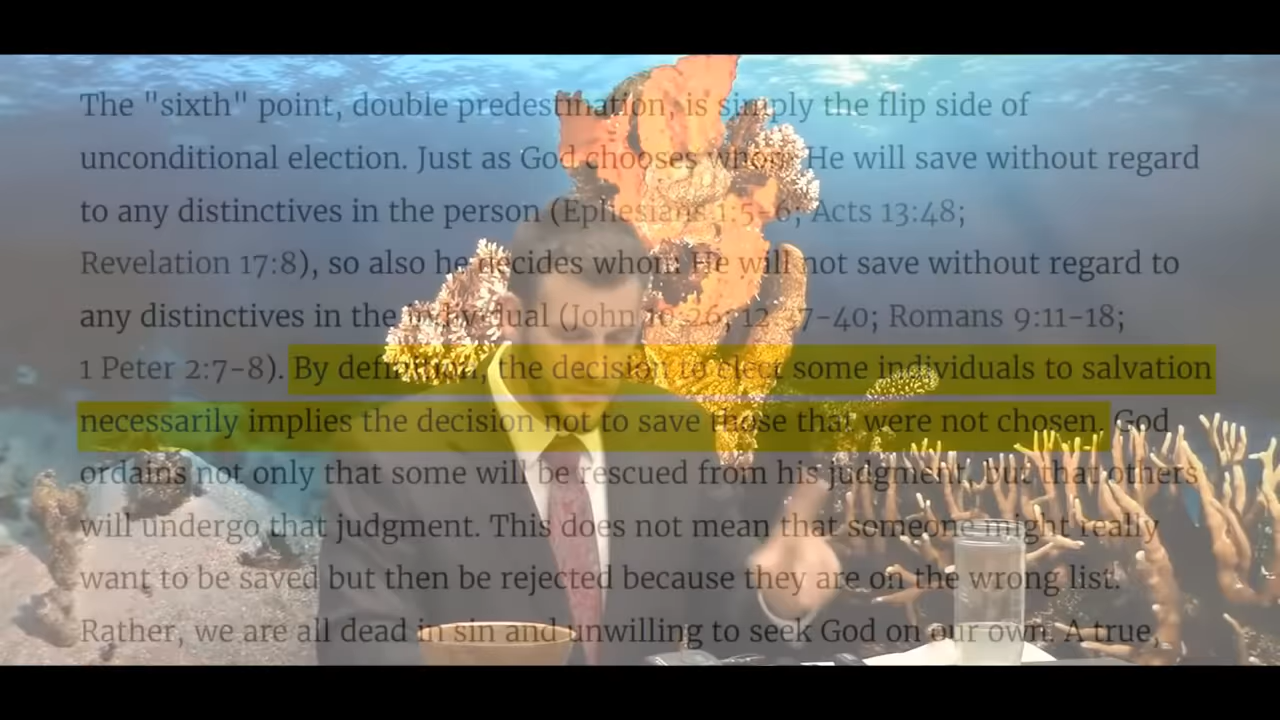 The "sixth" point, double predestination, is simply the flip side of
unconditional election. Just as God chooses whom He will save without regard
to any distinctives in the person (Ephesians 1:5-6; Acts 13:48;
Revelation 17:8), so also he decides whom He will not save without regard to
any distinctives in the individual (John 10:26; 12:37-40; Romans 9:11-18;
1 Peter 2:7-8). By definition, the decision to elect some individuals to salvation
necessarily implies the decision not to save those that were not chosen. God
ordains not only that some will be rescued from his judgment, but that others
will undergo that judgment. This does not mean that someone might really
want to be saved but then be rejected because they are on the wrong list.
Rather, we are all dead in sin and unwilling to seek God on our own. A true,